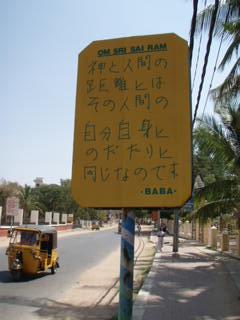 OM SRI SAI RAM
神と人間の
距離とは
その人間の
自分自身と
のだたりと
同じなのです
-BABA-